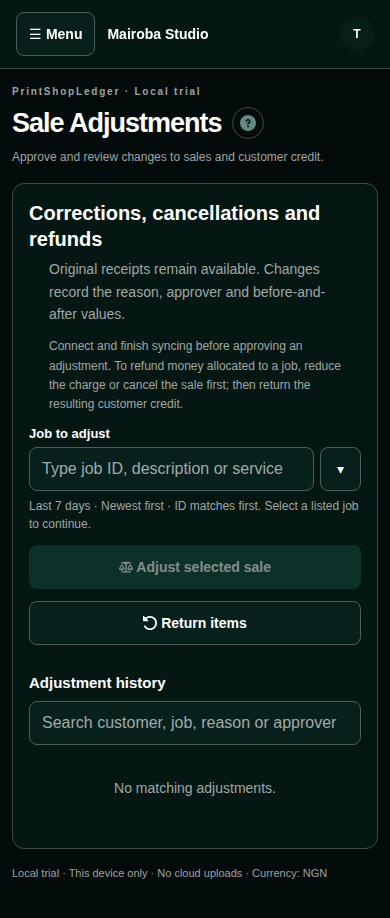 ☰ Menu
Mairoba Studio
T
PrintShopLedger · Local trial
Sale Adjustments
?
Approve and review changes to sales and customer credit.
Corrections, cancellations and
refunds
Original receipts remain available. Changes
record the reason, approver and before-and-
after values.
Connect and finish syncing before approving an
adjustment. To refund money allocated to a job, reduce
the charge or cancel the sale first; then return the
resulting customer credit.
Job to adjust
Type job ID, description or service
▾
Last 7 days · Newest first · ID matches first. Select a listed job
to continue.
Adjust selected sale
Return items
Adjustment history
Search customer, job, reason or approver
No matching adjustments.
Local trial · This device only · No cloud uploads · Currency: NGN